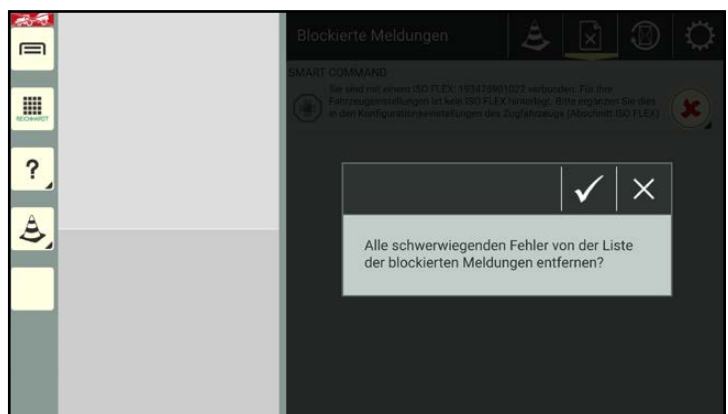 Blockierte Meldungen
SMART COMMAND
Sie sind mit einem ISO FLEX: 193476901022 verbunden. Für Ihre
Fahrzeugeinstellungen ist kein ISO FLEX hinterlegt. Bitte ergänzen Sie dies
in den Konfigurationseinstellungen des Zugfahrzeugs (Abschnitt ISO FLEX)
REICHHARDT
?
Alle schwerwiegenden Fehler von der Liste
der blockierten Meldungen entfernen?